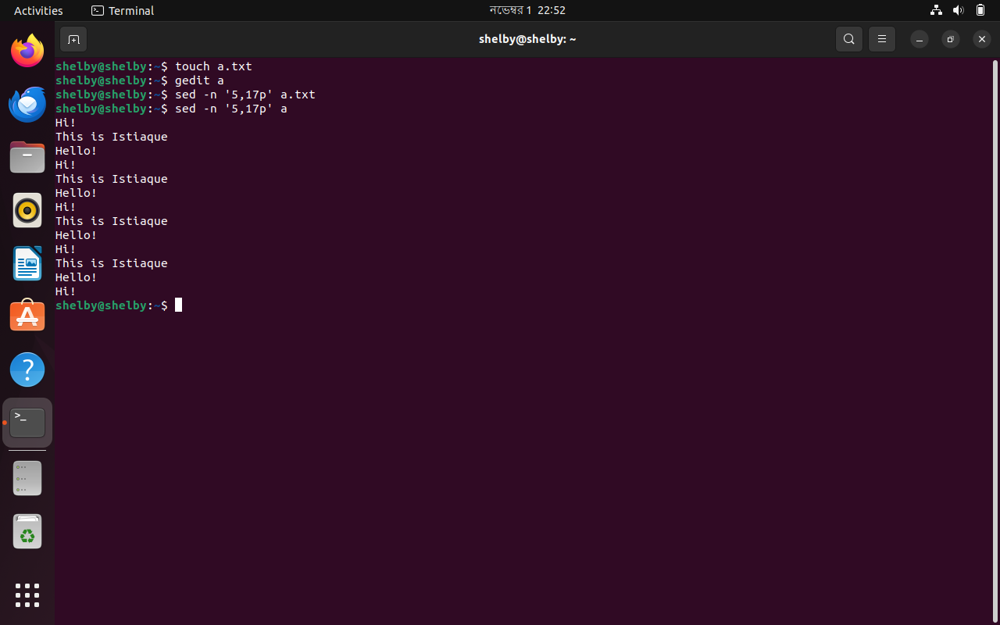 Activities
Terminal
নভেম্বর 1 22:52
shelby@shelby: ~
shelby@shelby:~$ touch a.txt
shelby@shelby:~$ gedit a
shelby@shelby:~$ sed -n '5,17p' a.txt
shelby@shelby:~$ sed -n '5,17p' a
Hi!
This is Istiaque
Hello!
Hi!
This is Istiaque
Hello!
Hi!
This is Istiaque
Hello!
Hi!
This is Istiaque
Hello!
Hi!
shelby@shelby:~$